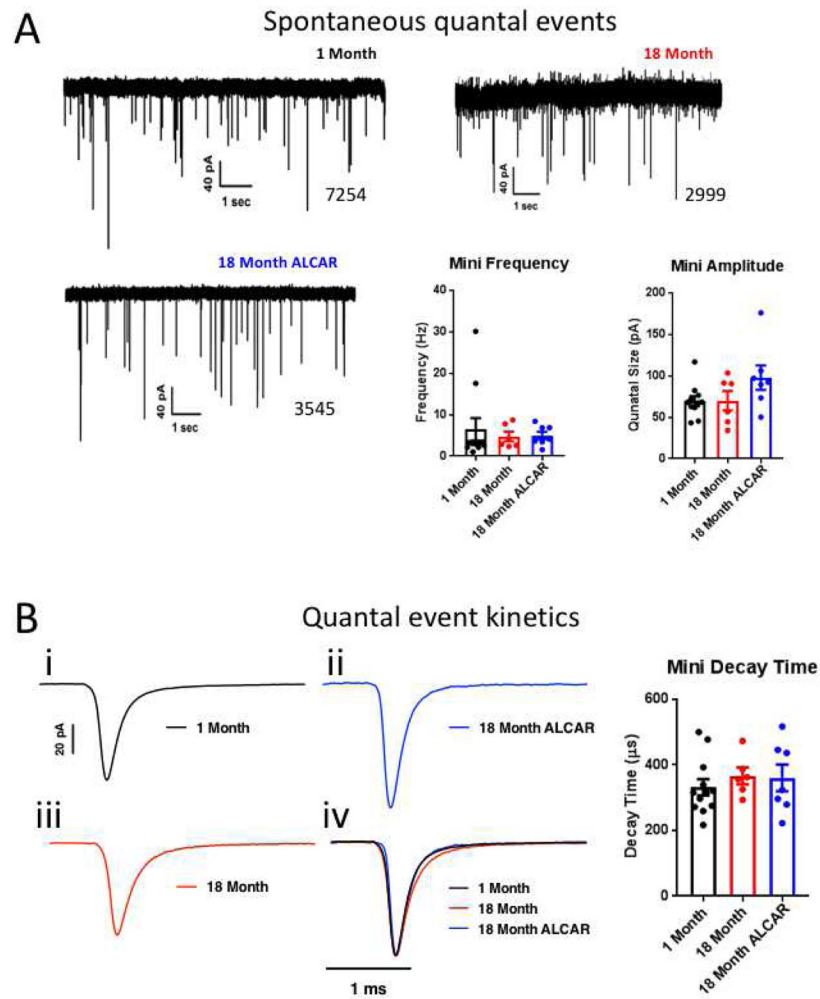 A
Spontaneous quantal events
1 Month
40 pA
1 sec
7254
18 Month
40 pA
1 sec
2999
18 Month ALCAR
40 pA
1 sec
3545
Mini Frequency
Frequency (Hz)
40
30
20
10
0
1 Month
18 Month
18 Month ALCAR
Mini Amplitude
Qunatal Size (pA)
200
150
100
50
0
1 Month
18 Month
18 Month ALCAR
B
Quantal event kinetics
i
20 pA
1 Month
ii
18 Month ALCAR
iii
18 Month
iv
1 Month
18 Month
18 Month ALCAR
1 ms
Mini Decay Time
Decay Time (µs)
600
400
200
0
1 Month
18 Month
18 Month ALCAR